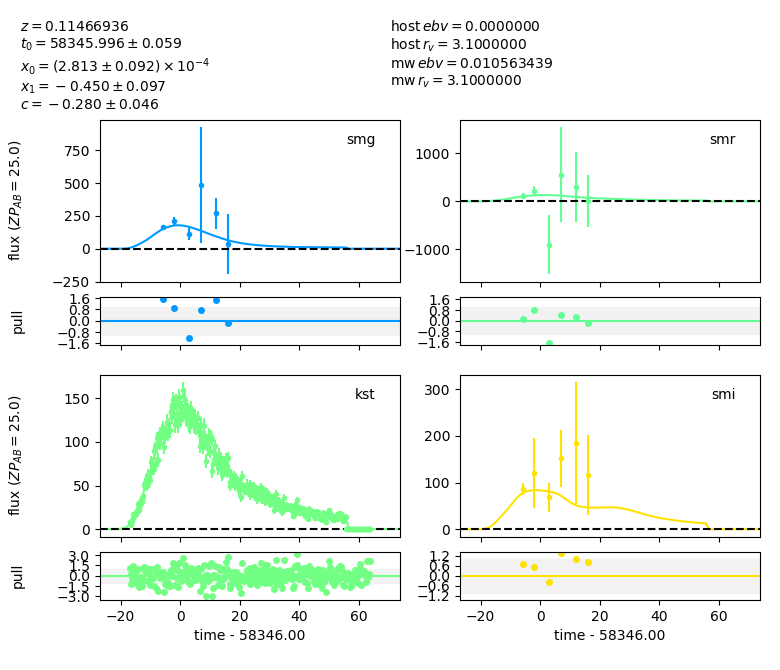 z = 0.11466936
t₀ = 58345.996 ± 0.059
x₀ = (2.813 ± 0.092) × 10⁻⁴
x₁ = −0.450 ± 0.097
c = −0.280 ± 0.046
host ebv = 0.0000000
host r_v = 3.1000000
mw ebv = 0.010563439
mw r_v = 3.1000000
flux (ZP_AB = 25.0)
750
500
250
0
−250
smg
1000
0
−1000
smr
pull
1.6
0.8
0.0
−0.8
−1.6
1.6
0.8
0.0
−0.8
−1.6
flux (ZP_AB = 25.0)
150
100
50
0
kst
300
200
100
0
smi
pull
3.0
1.5
0.0
−1.5
−3.0
1.2
0.6
0.0
−0.6
−1.2
−20 0 20 40 60
−20 0 20 40 60
time - 58346.00
time - 58346.00